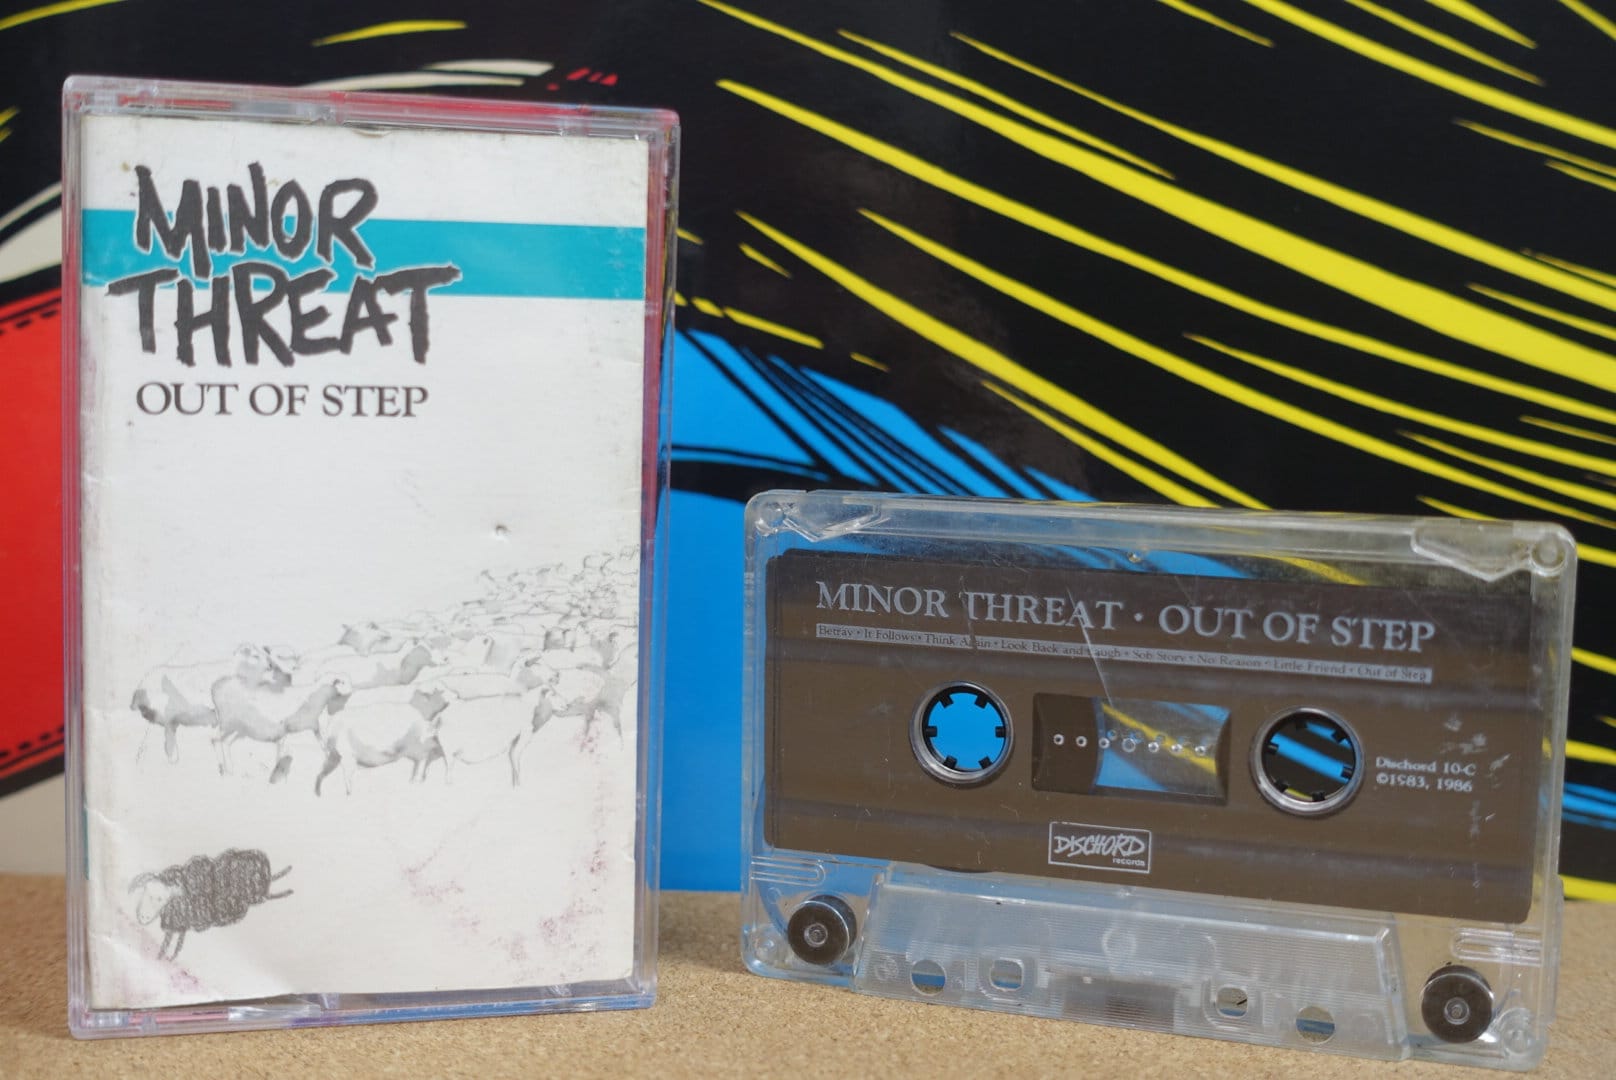 MINOR
THREAT
OUT OF STEP
MINOR THREAT · OUT OF STEP
Betray • It Follows • Think Again • Look Back and Laugh • Sob Story • No Reason • Little Friend • Out of Step
Dischord 10-C
©1983, 1986
DISCHORD
records